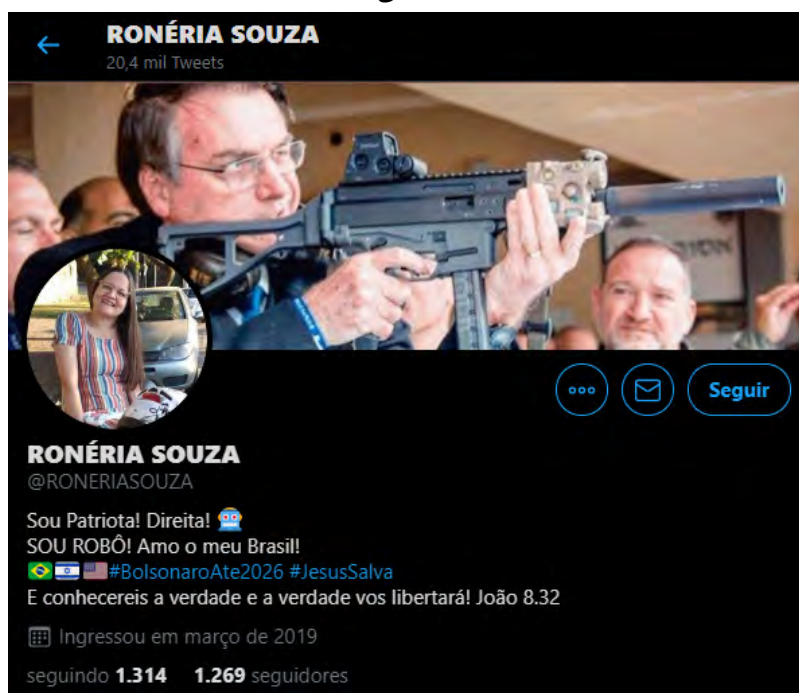 RONÉRIA SOUZA
20,4 mil Tweets
RONÉRIA SOUZA
@RONERIASOUZA
Seguir
Sou Patriota! Direita! 🤖
SOU ROBÔ! Amo o meu Brasil!
🇧🇷🇮🇱🇺🇸#BolsonaroAte2026 #JesusSalva
E conhecereis a verdade e a verdade vos libertará! João 8.32
Ingressou em março de 2019
seguindo 1.314 1.269 seguidores